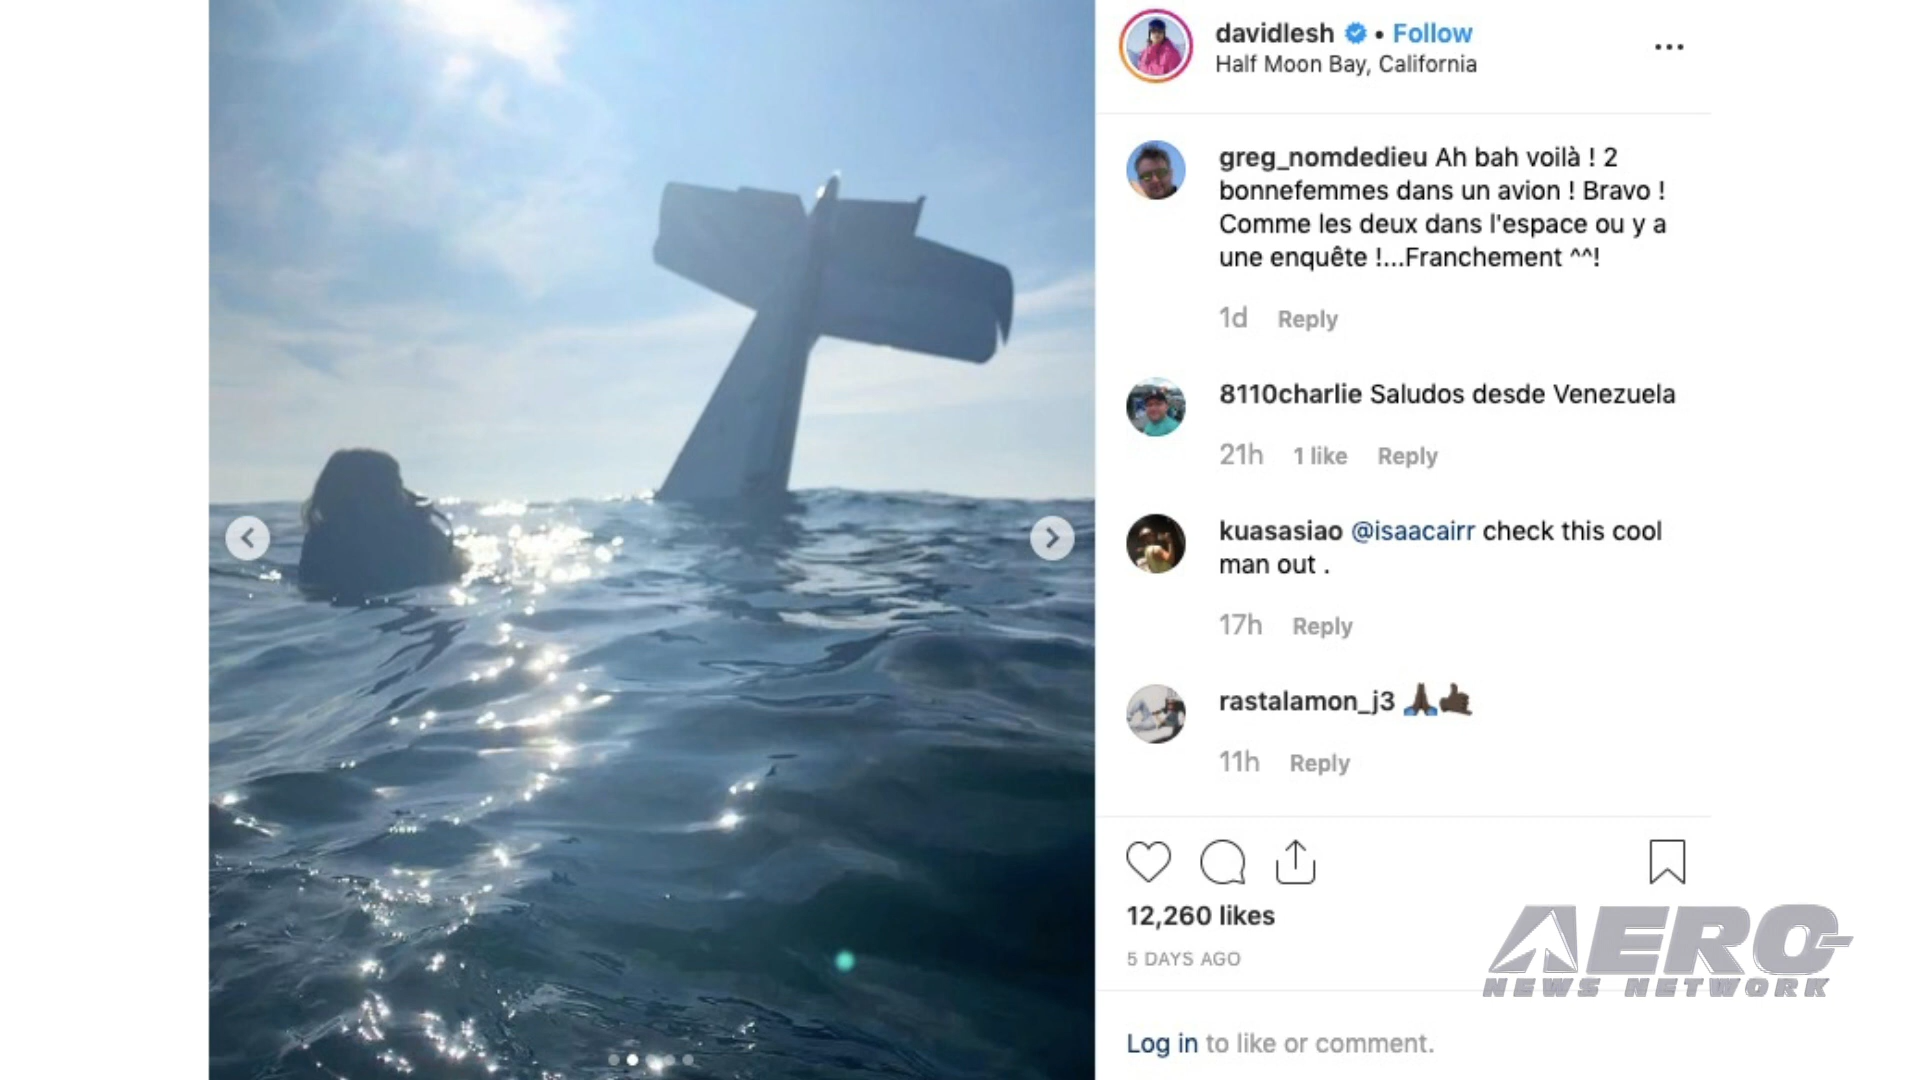 davidlesh • Follow
Half Moon Bay, California
greg_nomdedieu Ah bah voilà ! 2
bonnefemmes dans un avion ! Bravo !
Comme les deux dans l'espace ou y a
une enquête !...Franchement ^^!
1d Reply
8110charlie Saludos desde Venezuela
21h 1 like Reply
kuasasiao @isaacairr check this cool
man out .
17h Reply
rastalamon_j3 🙏🏿🤙🏿
11h Reply
12,260 likes
5 DAYS AGO
AERO-
NEWS NETWORK
Log in to like or comment.